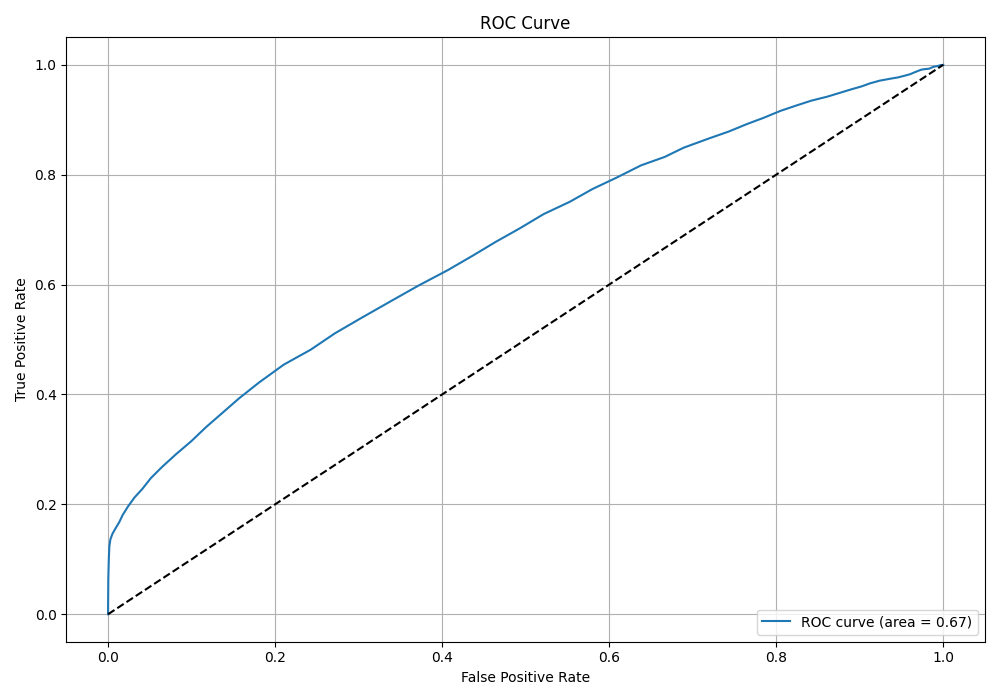 ROC Curve
1.0
0.8
0.6
0.4
0.2
0.0
True Positive Rate
0.0 0.2 0.4 0.6 0.8 1.0
False Positive Rate
ROC curve (area = 0.67)